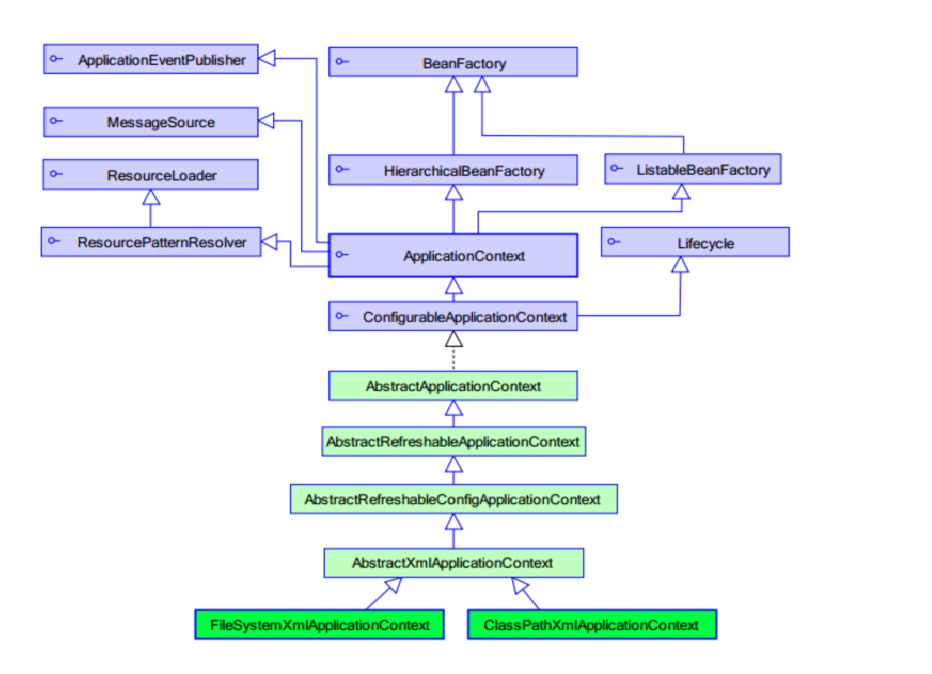 ApplicationEventPublisher
BeanFactory
MessageSource
HierarchicalBeanFactory
ListableBeanFactory
ResourceLoader
ResourcePatternResolver
ApplicationContext
Lifecycle
ConfigurableApplicationContext
AbstractApplicationContext
AbstractRefreshableApplicationContext
AbstractRefreshableConfigApplicationContext
AbstractXmlApplicationContext
FileSystemXmlApplicationContext
ClassPathXmlApplicationContext